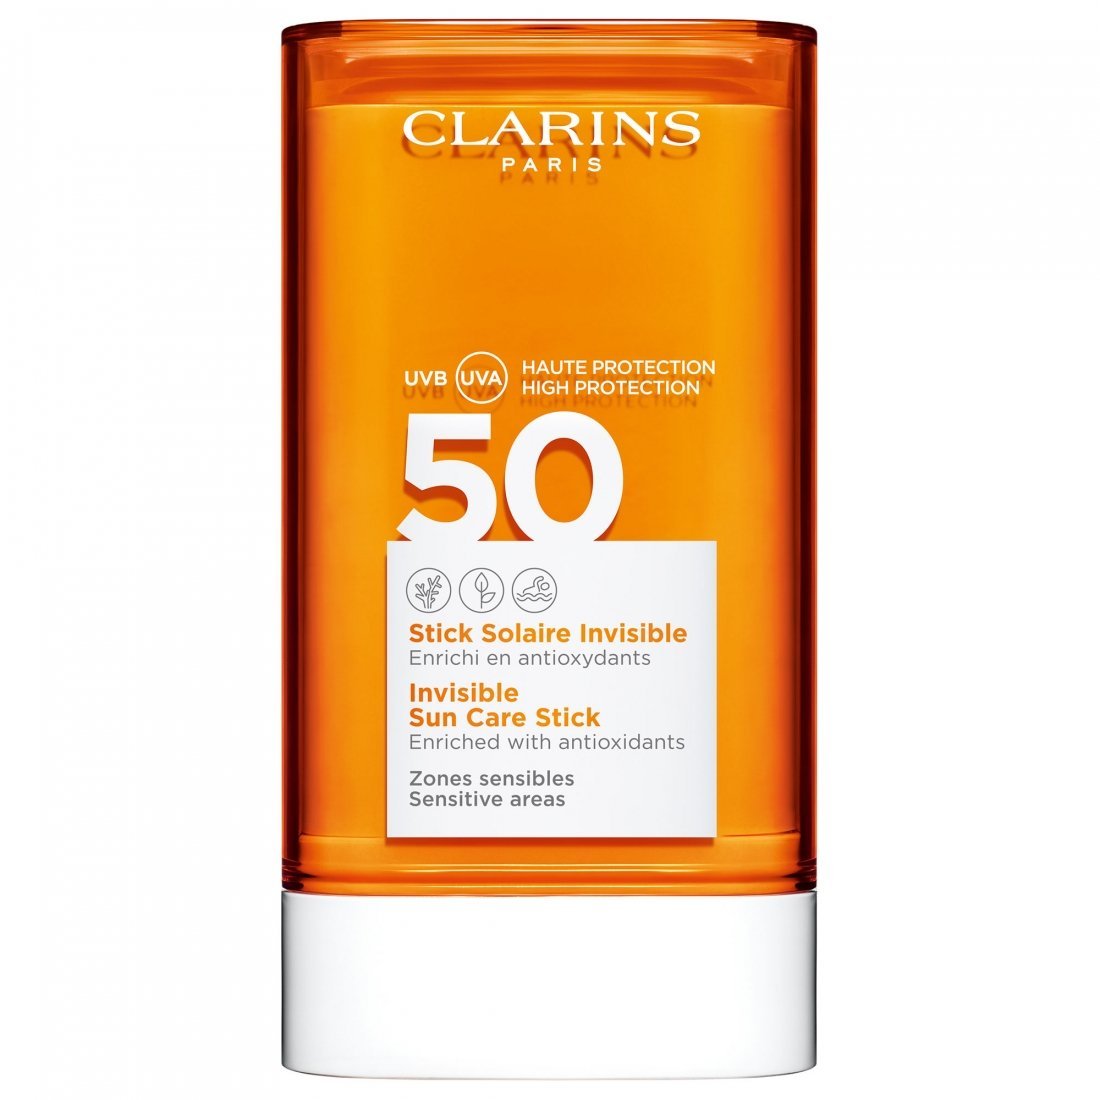 CLARINS
PARIS
UVB UVA
HAUTE PROTECTION
HIGH PROTECTION
50
Stick Solaire Invisible
Enrichi en antioxydants
Invisible
Sun Care Stick
Enriched with antioxidants
Zones sensibles
Sensitive areas